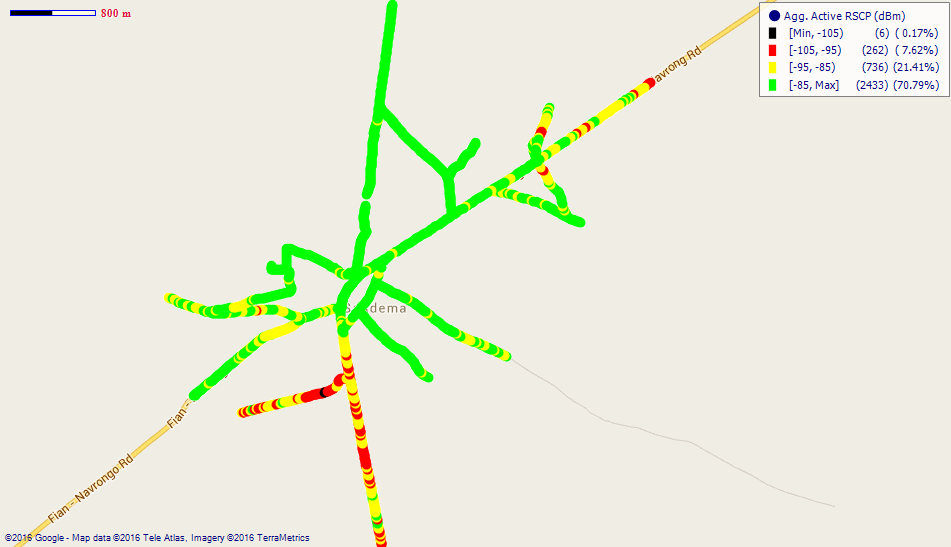 800 m
Agg. Active RSCP (dBm)
[Min, -105) (6) ( 0.17%)
[-105, -95) (262) ( 7.62%)
[-95, -85) (736) (21.41%)
[-85, Max] (2433) (70.79%)
avrong Rd
dema
Fian -
Fian - Navrongo Rd
©2016 Google - Map data ©2016 Tele Atlas, Imagery ©2016 TerraMetrics